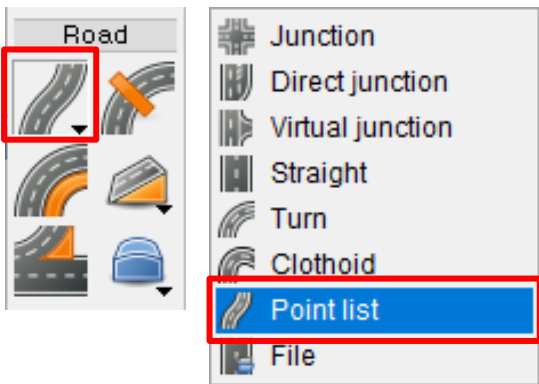 Road
Junction
Direct junction
Virtual junction
Straight
Turn
Clothoid
Point list
File